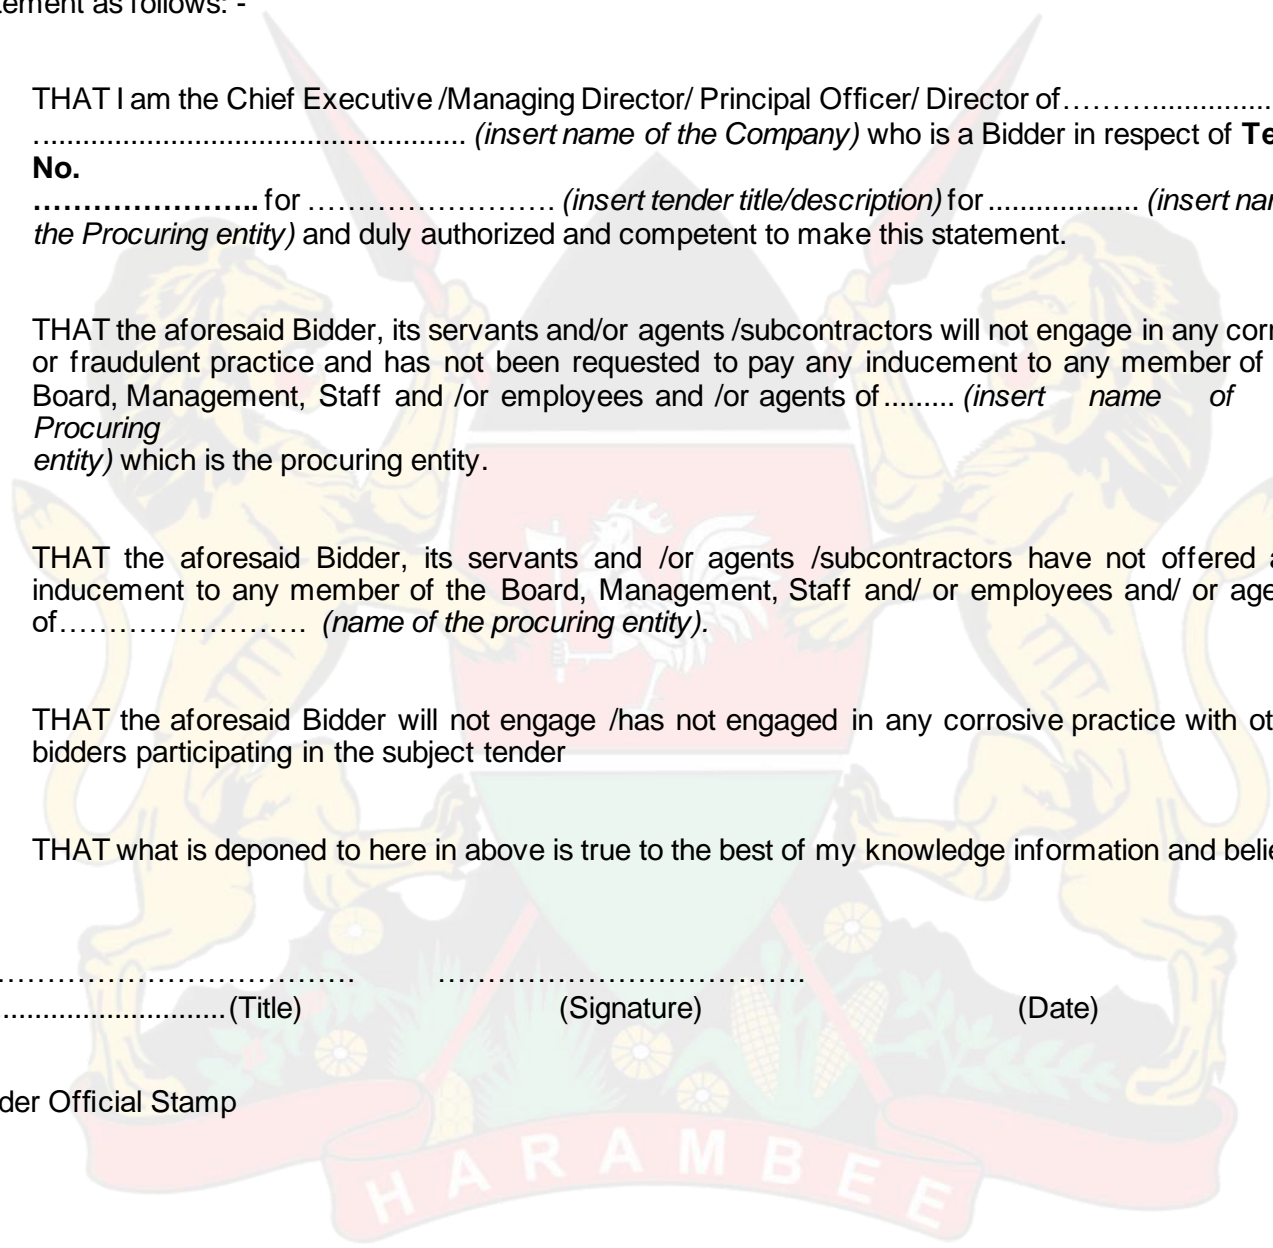 tement as follows: -
THAT I am the Chief Executive /Managing Director/ Principal Officer/ Director of………...............
…................................................... (insert name of the Company) who is a Bidder in respect of Te
No.
………………….. for ……………………. (insert tender title/description) for ................... (insert nar
the Procuring entity) and duly authorized and competent to make this statement.
THAT the aforesaid Bidder, its servants and/or agents /subcontractors will not engage in any corr
or fraudulent practice and has not been requested to pay any inducement to any member of
Board, Management, Staff and /or employees and /or agents of......... (insert name of
Procuring
entity) which is the procuring entity.
THAT the aforesaid Bidder, its servants and /or agents /subcontractors have not offered a
inducement to any member of the Board, Management, Staff and/ or employees and/ or age
of……………………. (name of the procuring entity).
THAT the aforesaid Bidder will not engage /has not engaged in any corrosive practice with ot
bidders participating in the subject tender
THAT what is deponed to here in above is true to the best of my knowledge information and belie
……………………………… ……………………………….
............................(Title) (Signature) (Date)
der Official Stamp
HARAMBEE